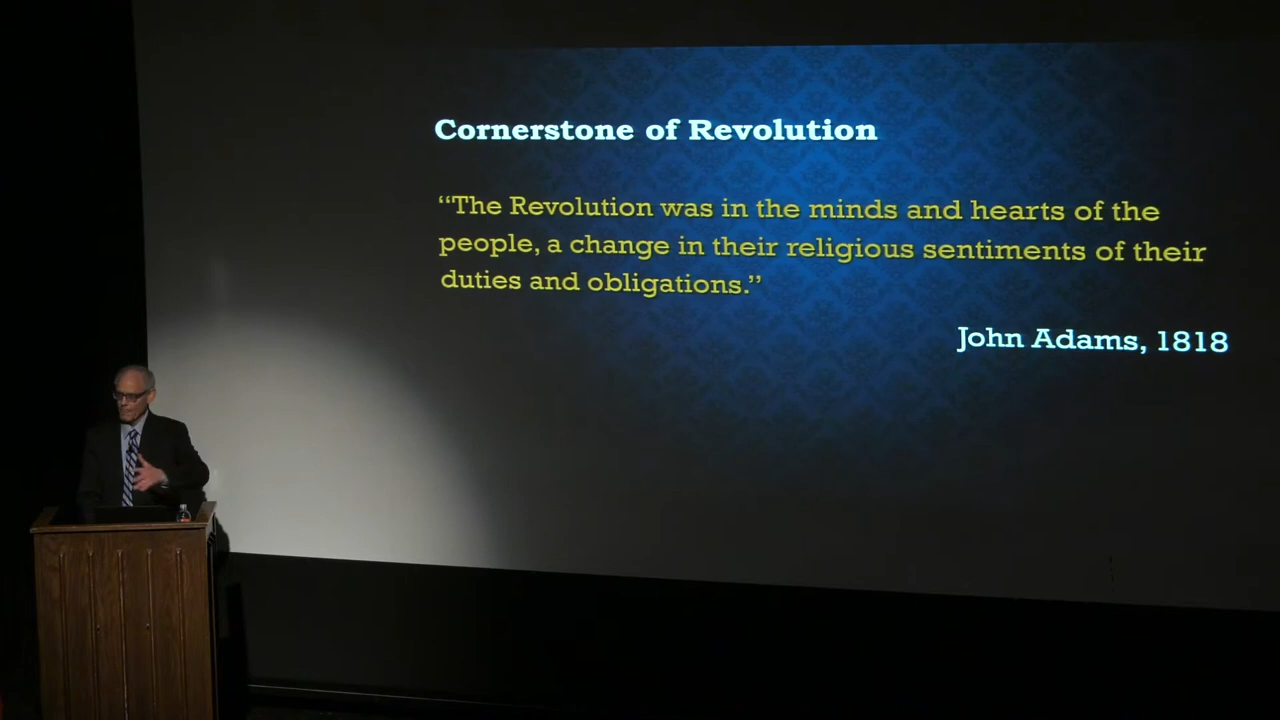 Cornerstone of Revolution
“The Revolution was in the minds and hearts of the
people, a change in their religious sentiments of their
duties and obligations.”
John Adams, 1818